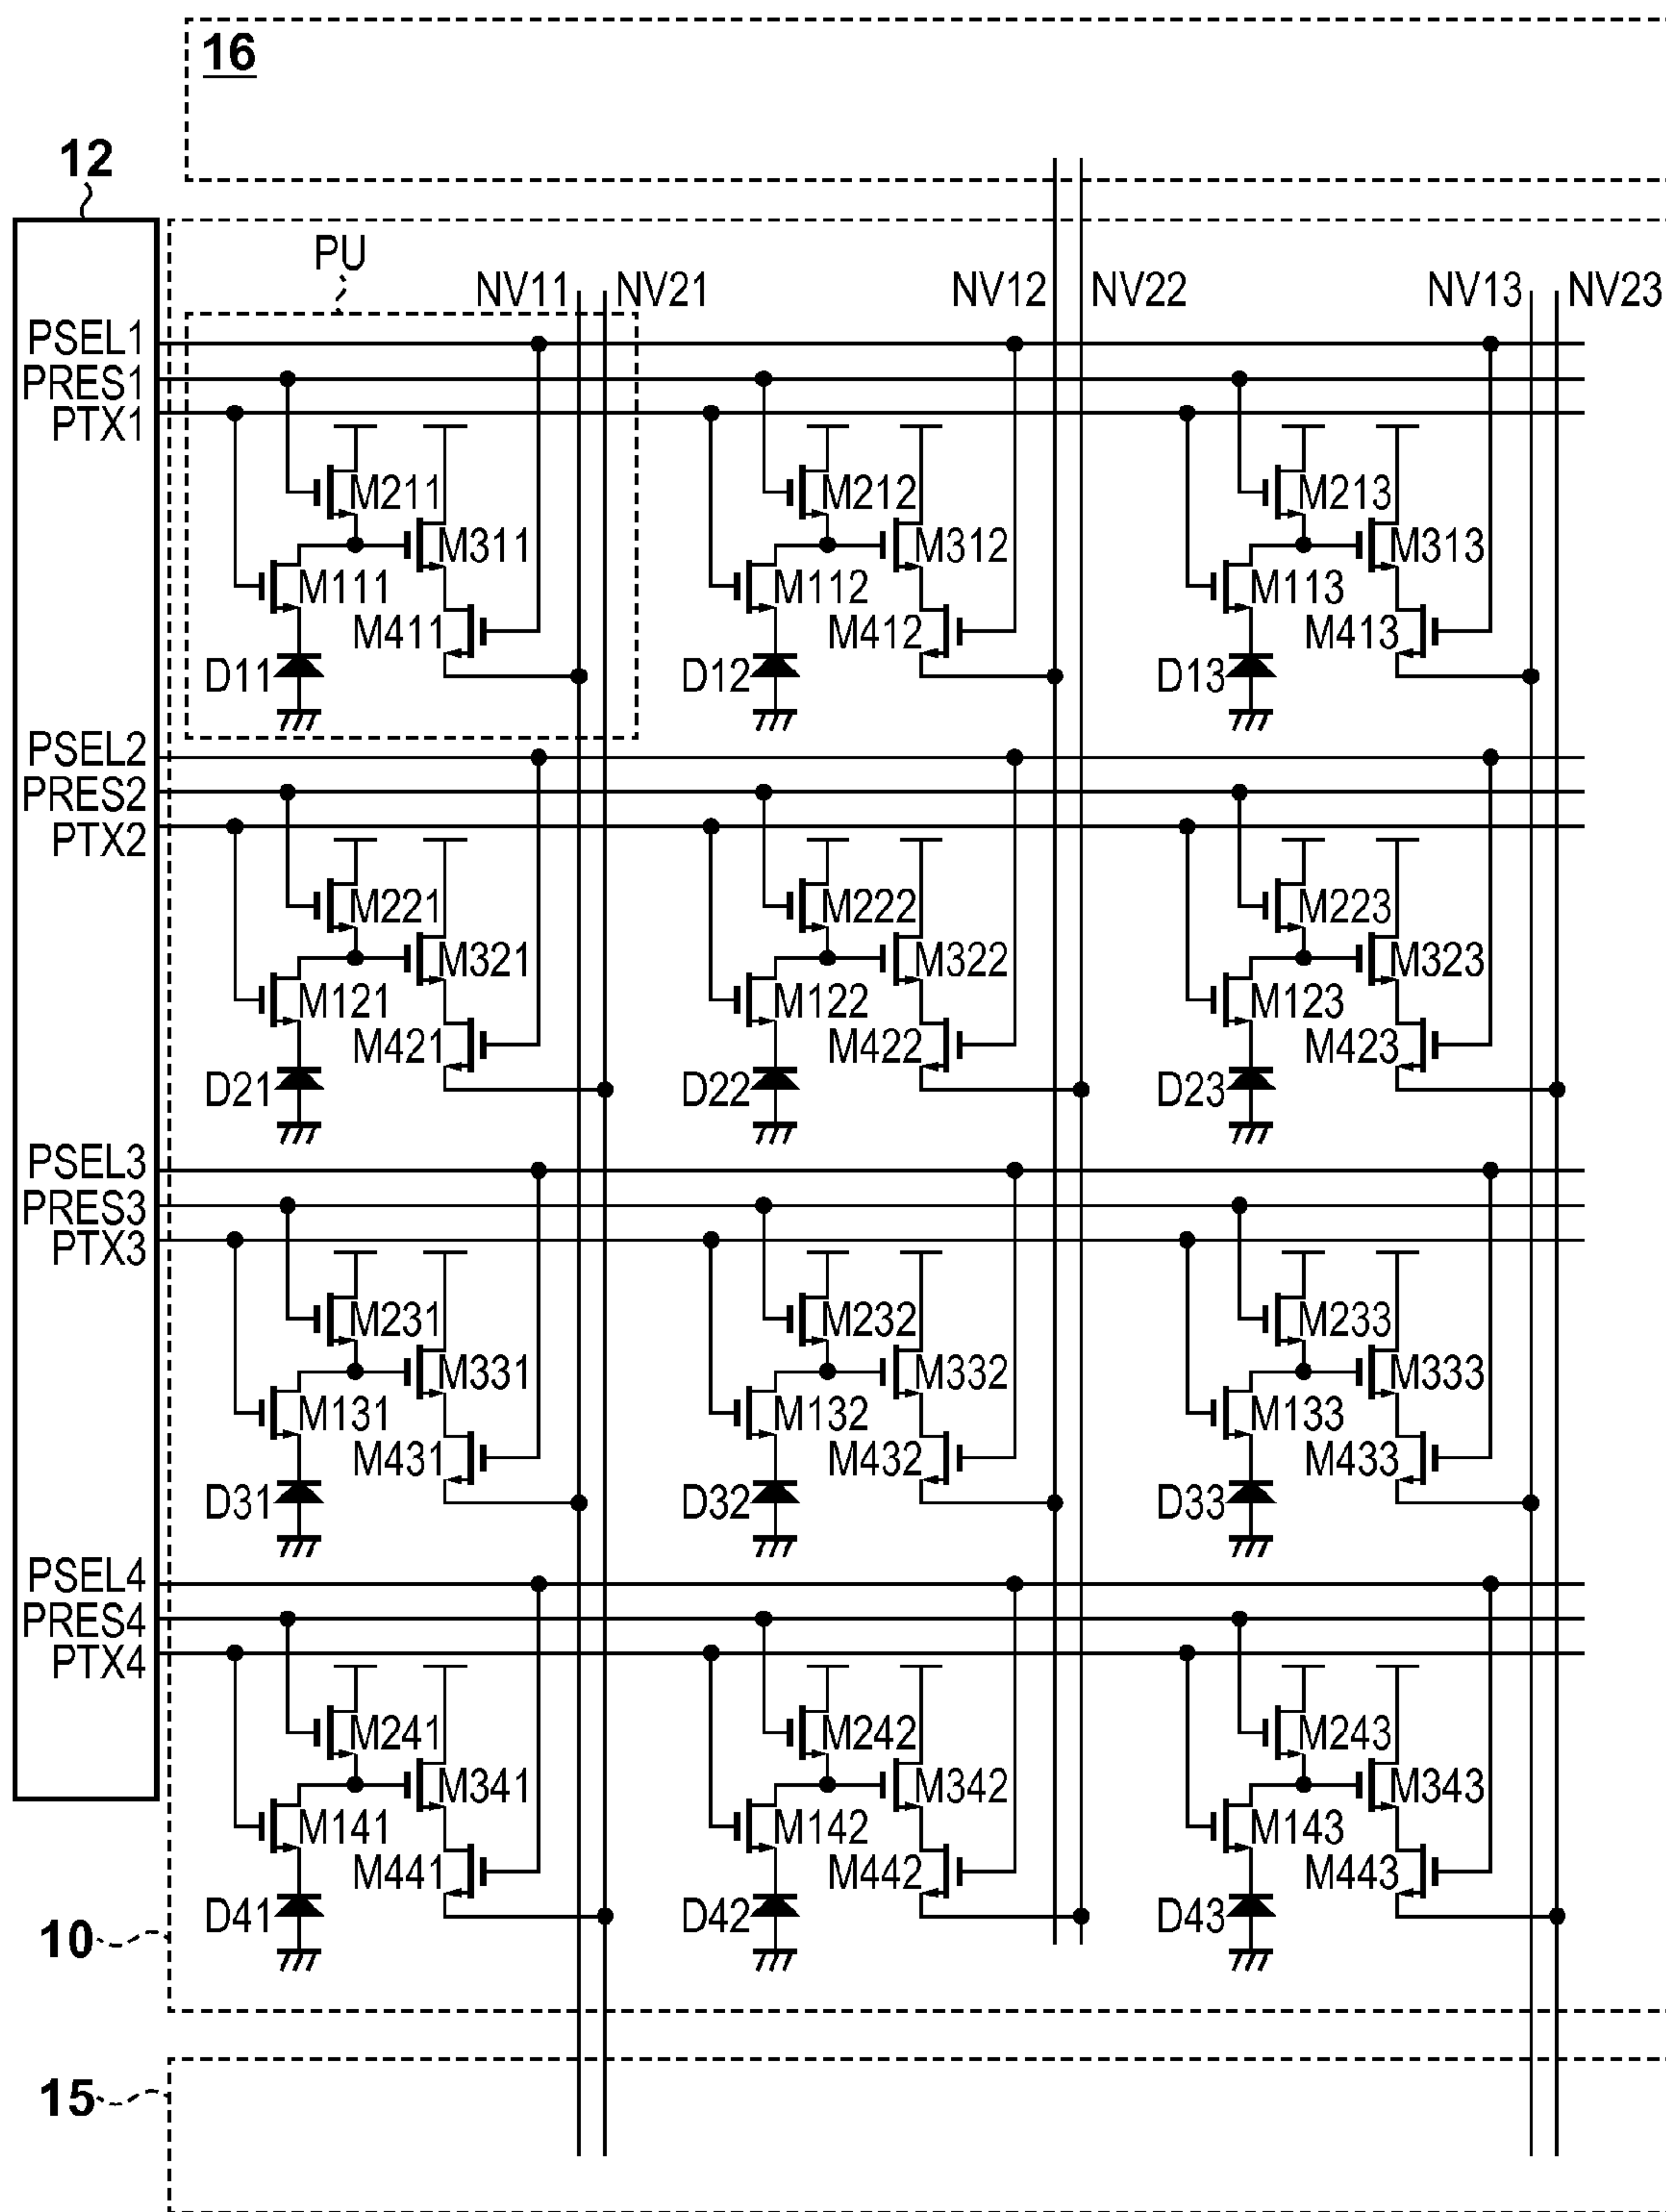 16
12
PU
NV11 NV21 NV12 NV22 NV13 NV23
PSEL1
PRES1
PTX1
M211 M212 M213
M311 M312 M313
M111 M112 M113
M411 M412 M413
D11 D12 D13
PSEL2
PRES2
PTX2
M221 M222 M223
M321 M322 M323
M121 M122 M123
M421 M422 M423
D21 D22 D23
PSEL3
PRES3
PTX3
M231 M232 M233
M331 M332 M333
M131 M132 M133
M431 M432 M433
D31 D32 D33
PSEL4
PRES4
PTX4
M241 M242 M243
M341 M342 M343
M141 M142 M143
M441 M442 M443
D41 D42 D43
10
15